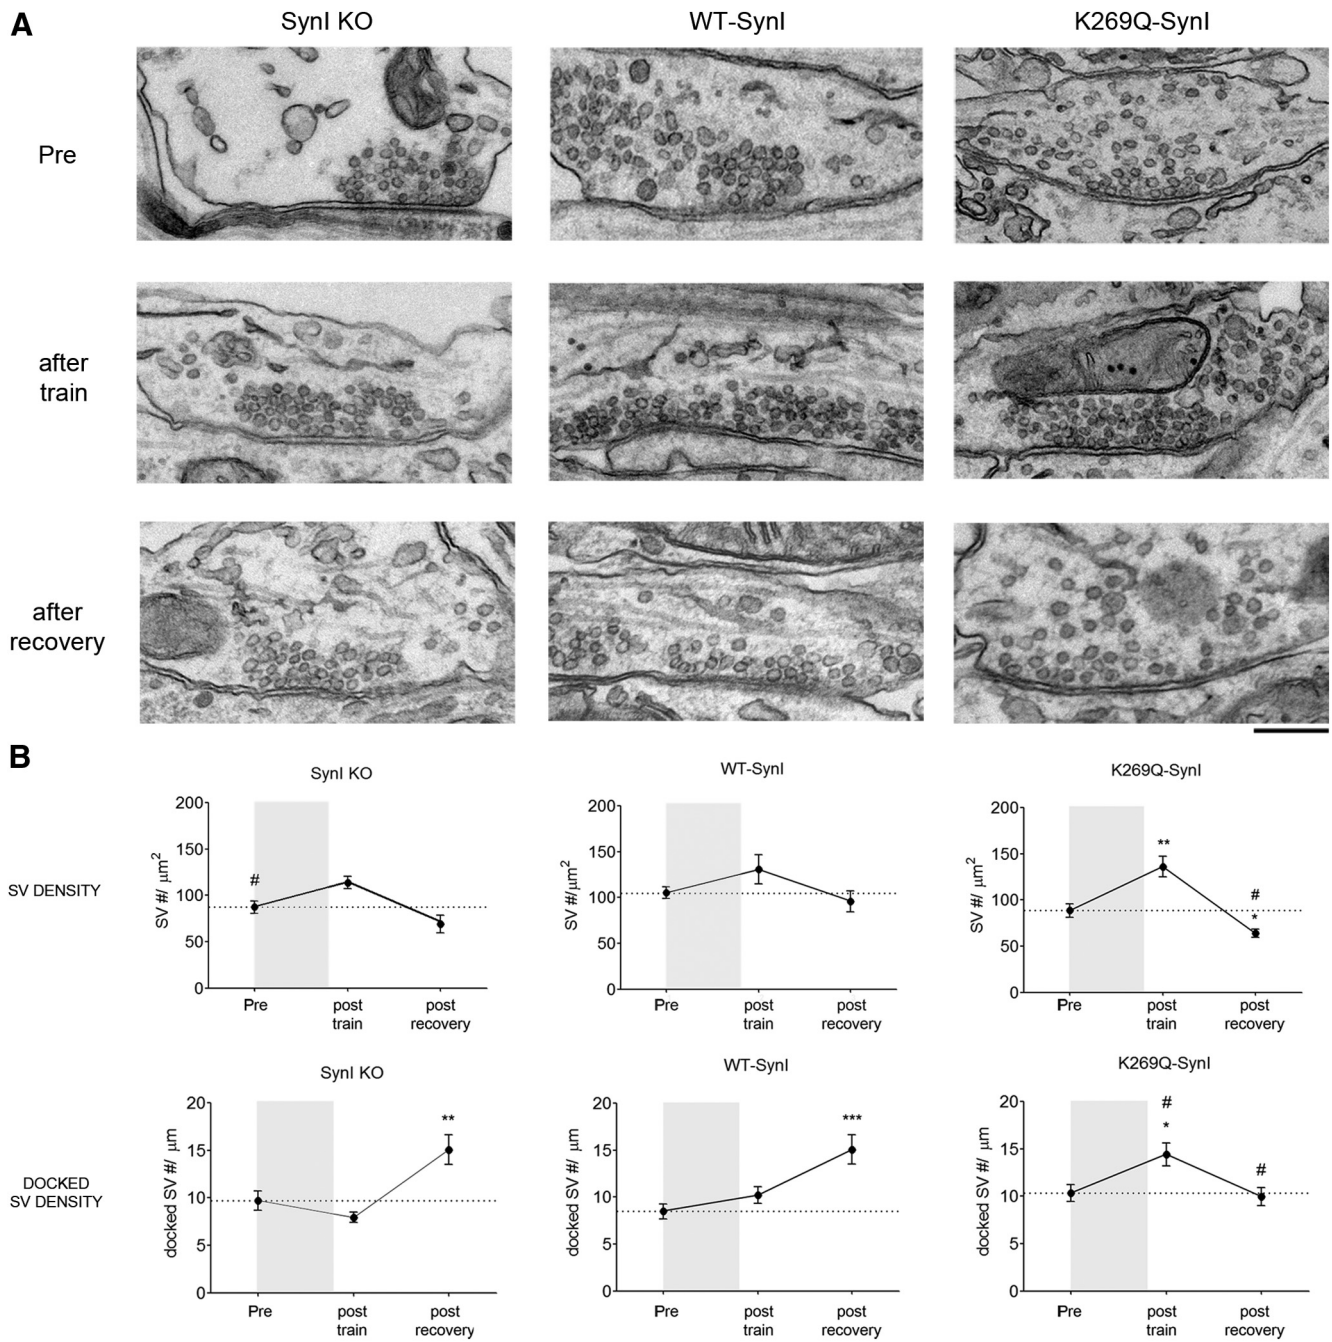 A
SynI KO
WT-SynI
K269Q-SynI
Pre
after
train
after
recovery
B
SynI KO
WT-SynI
K269Q-SynI
SV DENSITY
SV #/ µm2
200
150
100
50
0
#
Pre
post
train
post
recovery
SV #/µm2
200
150
100
50
0
Pre
post
train
post
recovery
SV #/ µm2
200
150
100
50
0
**
#
*
Pre
post
train
post
recovery
SynI KO
WT-SynI
K269Q-SynI
DOCKED
SV DENSITY
docked SV #/ µm
20
15
10
5
0
**
Pre
post
train
post
recovery
docked SV #/ µm
20
15
10
5
0
***
Pre
post
train
post
recovery
docked SV #/ µm
20
15
10
5
0
#
*
#
Pre
post
train
post
recovery